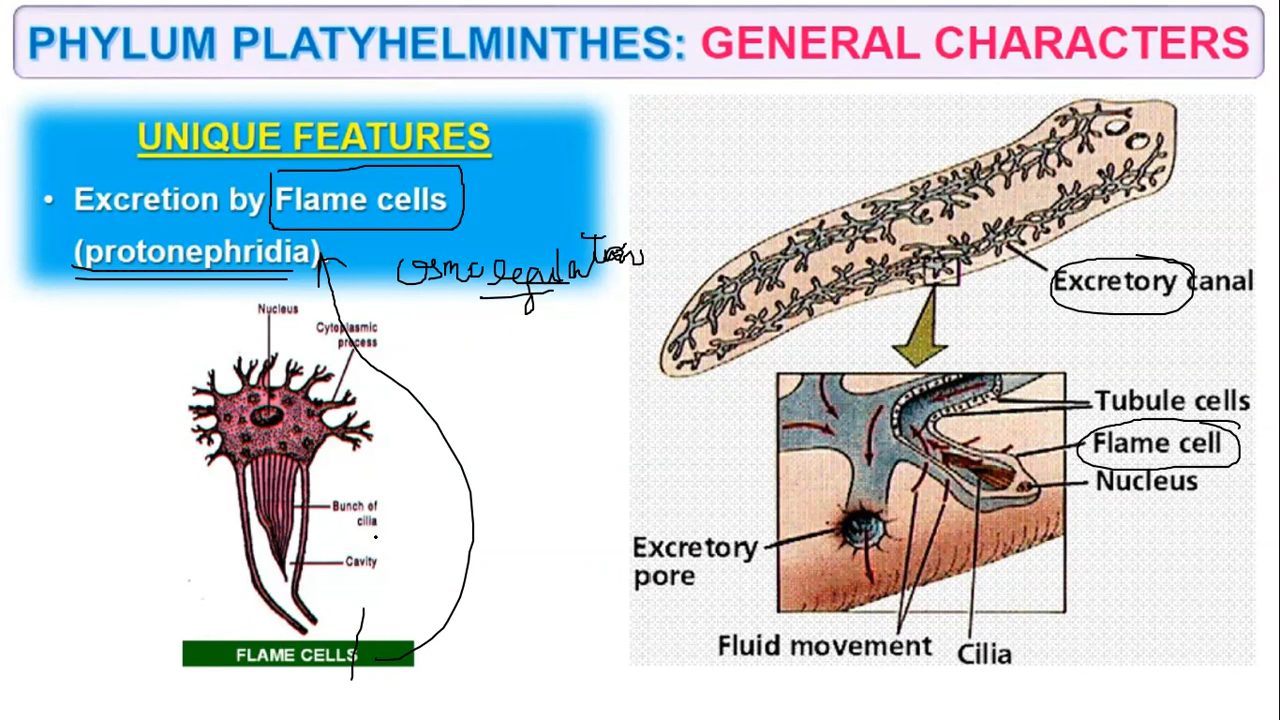 PHYLUM PLATYHELMINTHES: GENERAL CHARACTERS
UNIQUE FEATURES
• Excretion by Flame cells
(protonephridia)
osmoregulation
Nucleus
Cytoplasmic
process
Bunch of
cilia
Cavity
FLAME CELLS
Excretory canal
Tubule cells
Flame cell
Nucleus
Excretory
pore
Fluid movement
Cilia